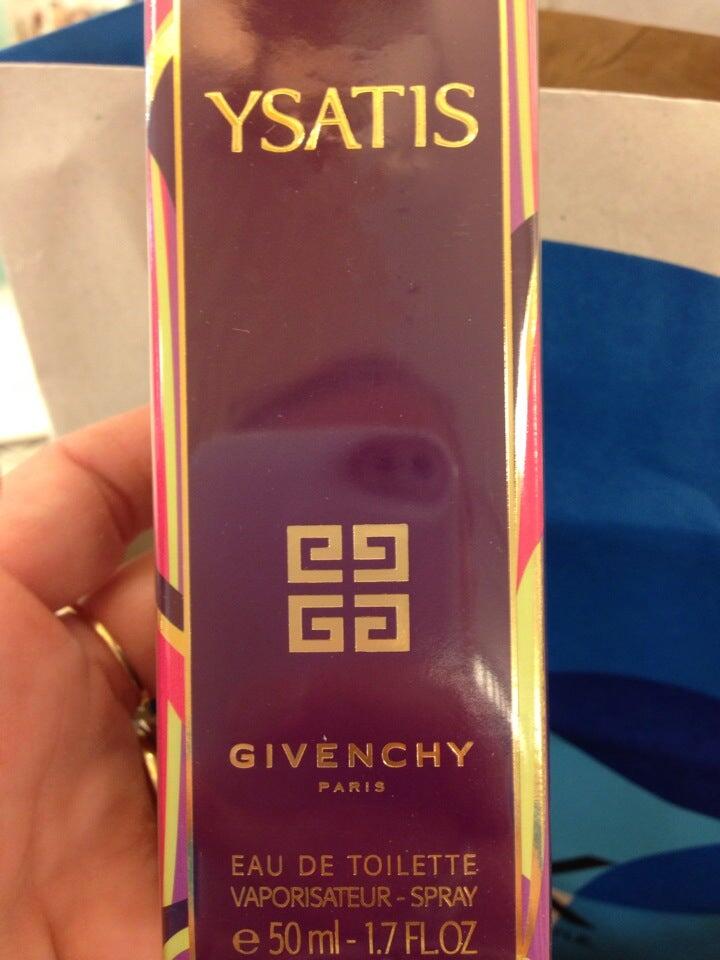 YSATIS
GIVENCHY
PARIS
EAU DE TOILETTE
VAPORISATEUR - SPRAY
e 50 ml - 1.7 FL.OZ